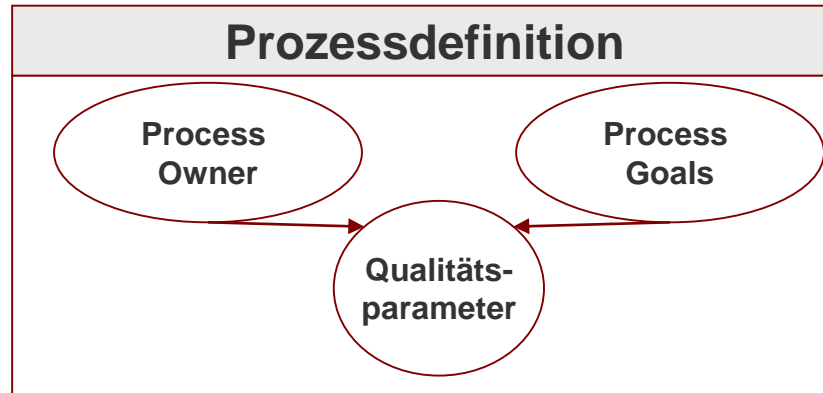 Prozessdefinition
Process
Owner
Process
Goals
Qualitäts-
parameter